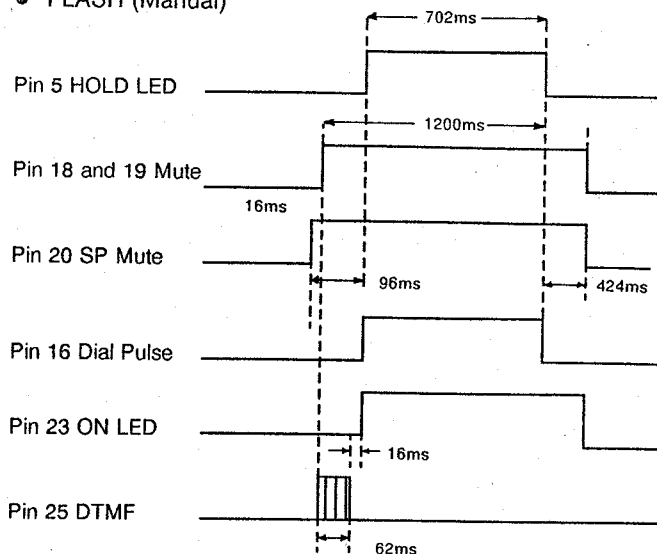 ● FLASH (Manual)
702ms
Pin 5 HOLD LED
1200ms
Pin 18 and 19 Mute
16ms
Pin 20 SP Mute
96ms
424ms
Pin 16 Dial Pulse
Pin 23 ON LED
16ms
Pin 25 DTMF
62ms